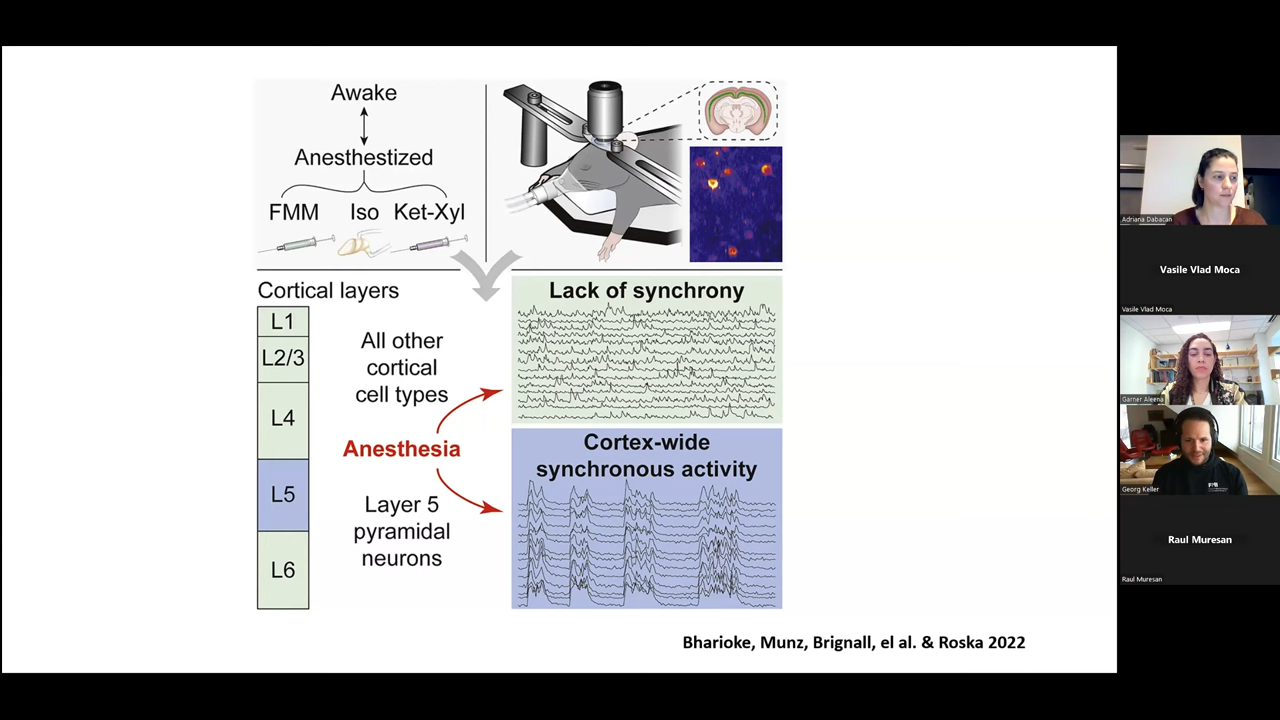 Awake
Anesthestized
FMM Iso Ket-Xyl
Cortical layers
L1
L2/3
L4
L5
L6
All other
cortical
cell types
Anesthesia
Layer 5
pyramidal
neurons
Lack of synchrony
Cortex-wide
synchronous activity
Bharioke, Munz, Brignall, el al. & Roska 2022
Adriana Dabacan
Vasile Vlad Moca
Vasile Vlad Moca
Garner Aleena
Georg Keller
Raul Muresan
Raul Muresan